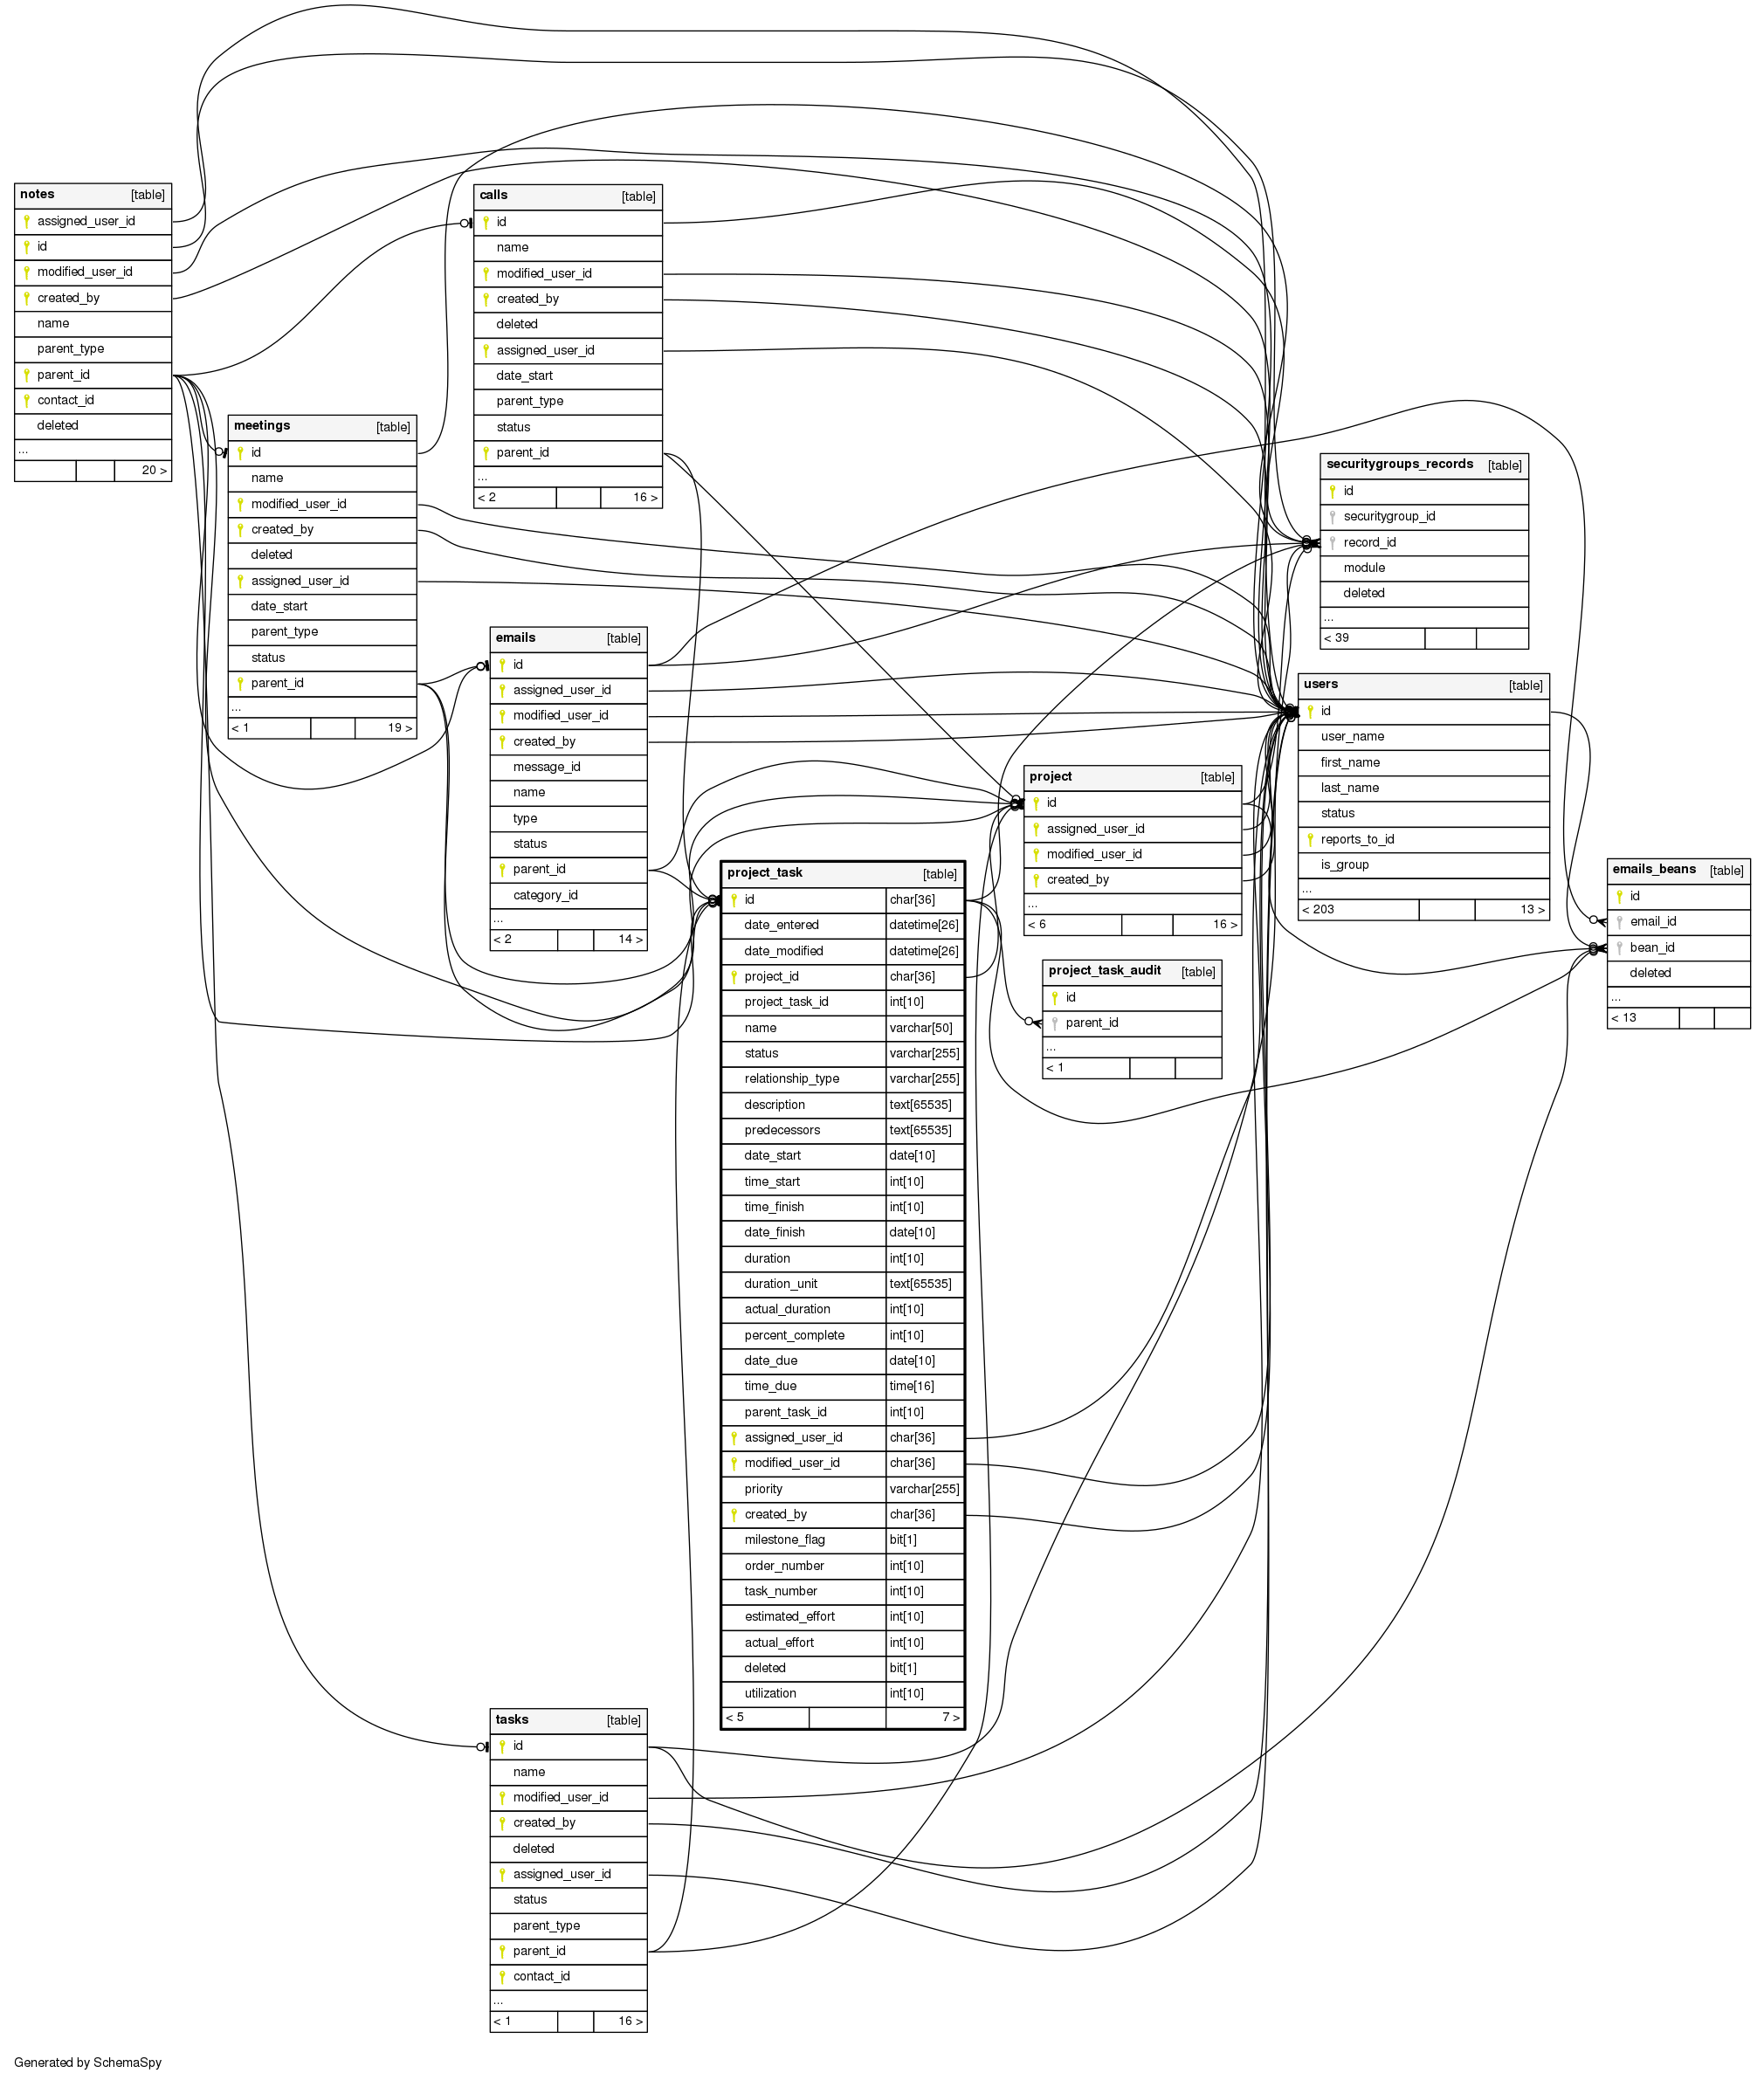 notes [table]
assigned_user_id
id
modified_user_id
created_by
name
parent_type
parent_id
contact_id
deleted
...
20 >
calls [table]
id
name
modified_user_id
created_by
deleted
assigned_user_id
date_start
parent_type
status
parent_id
...
< 2 16 >
meetings [table]
id
name
modified_user_id
created_by
deleted
assigned_user_id
date_start
parent_type
status
parent_id
...
< 1 19 >
securitygroups_records [table]
id
securitygroup_id
record_id
module
deleted
...
< 39
emails [table]
id
assigned_user_id
modified_user_id
created_by
message_id
name
type
status
parent_id
category_id
...
< 2 14 >
users [table]
id
user_name
first_name
last_name
status
reports_to_id
is_group
...
< 203 13 >
project [table]
id
assigned_user_id
modified_user_id
created_by
...
< 6 16 >
emails_beans [table]
id
email_id
bean_id
deleted
...
< 13
project_task [table]
id char[36]
date_entered datetime[26]
date_modified datetime[26]
project_id char[36]
project_task_id int[10]
name varchar[50]
status varchar[255]
relationship_type varchar[255]
description text[65535]
predecessors text[65535]
date_start date[10]
time_start int[10]
time_finish int[10]
date_finish date[10]
duration int[10]
duration_unit text[65535]
actual_duration int[10]
percent_complete int[10]
date_due date[10]
time_due time[16]
parent_task_id int[10]
assigned_user_id char[36]
modified_user_id char[36]
priority varchar[255]
created_by char[36]
milestone_flag bit[1]
order_number int[10]
task_number int[10]
estimated_effort int[10]
actual_effort int[10]
deleted bit[1]
utilization int[10]
< 5 7 >
project_task_audit [table]
id
parent_id
...
< 1
tasks [table]
id
name
modified_user_id
created_by
deleted
assigned_user_id
status
parent_type
parent_id
contact_id
...
< 1 16 >
Generated by SchemaSpy